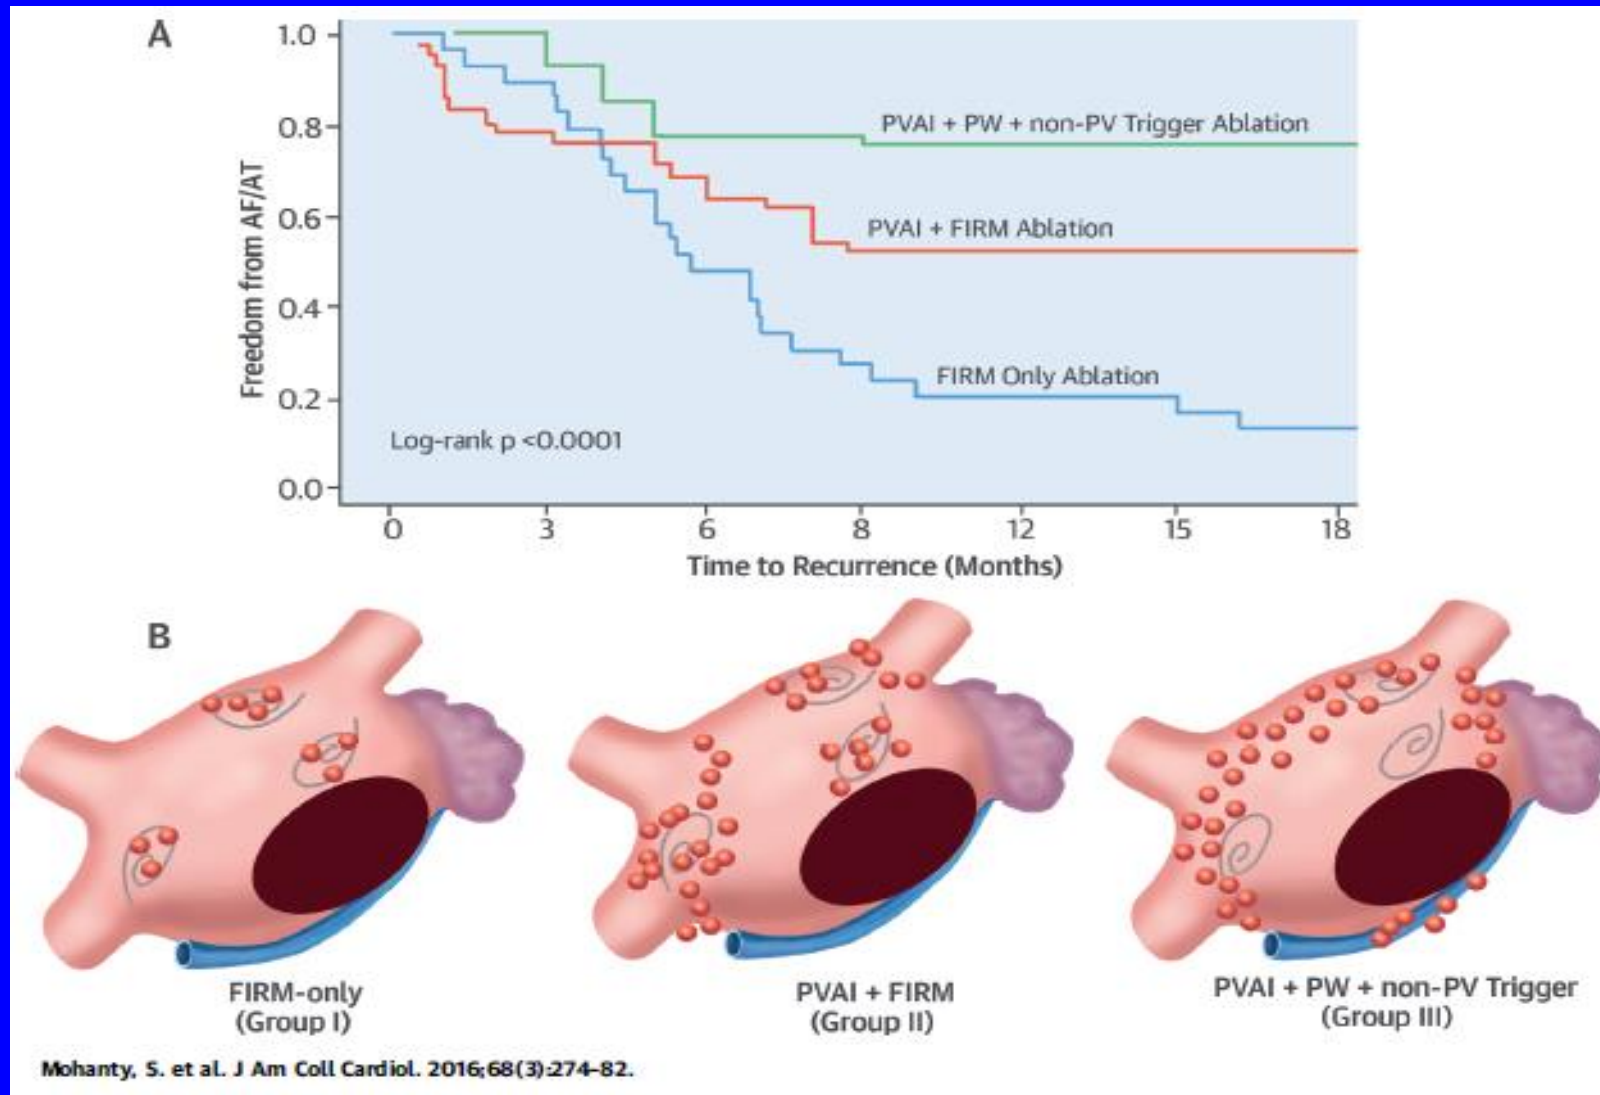 A
1.0
0.8
0.6
0.4
0.2
0.0
Freedom from AF/AT
PVAI + PW + non-PV Trigger Ablation
PVAI + FIRM Ablation
FIRM Only Ablation
Log-rank p <0.0001
0 3 6 8 12 15 18
Time to Recurrence (Months)
B
FIRM-only
(Group I)
PVAI + FIRM
(Group II)
PVAI + PW + non-PV Trigger
(Group III)
Mohanty, S. et al. J Am Coll Cardiol. 2016;68(3):274-82.